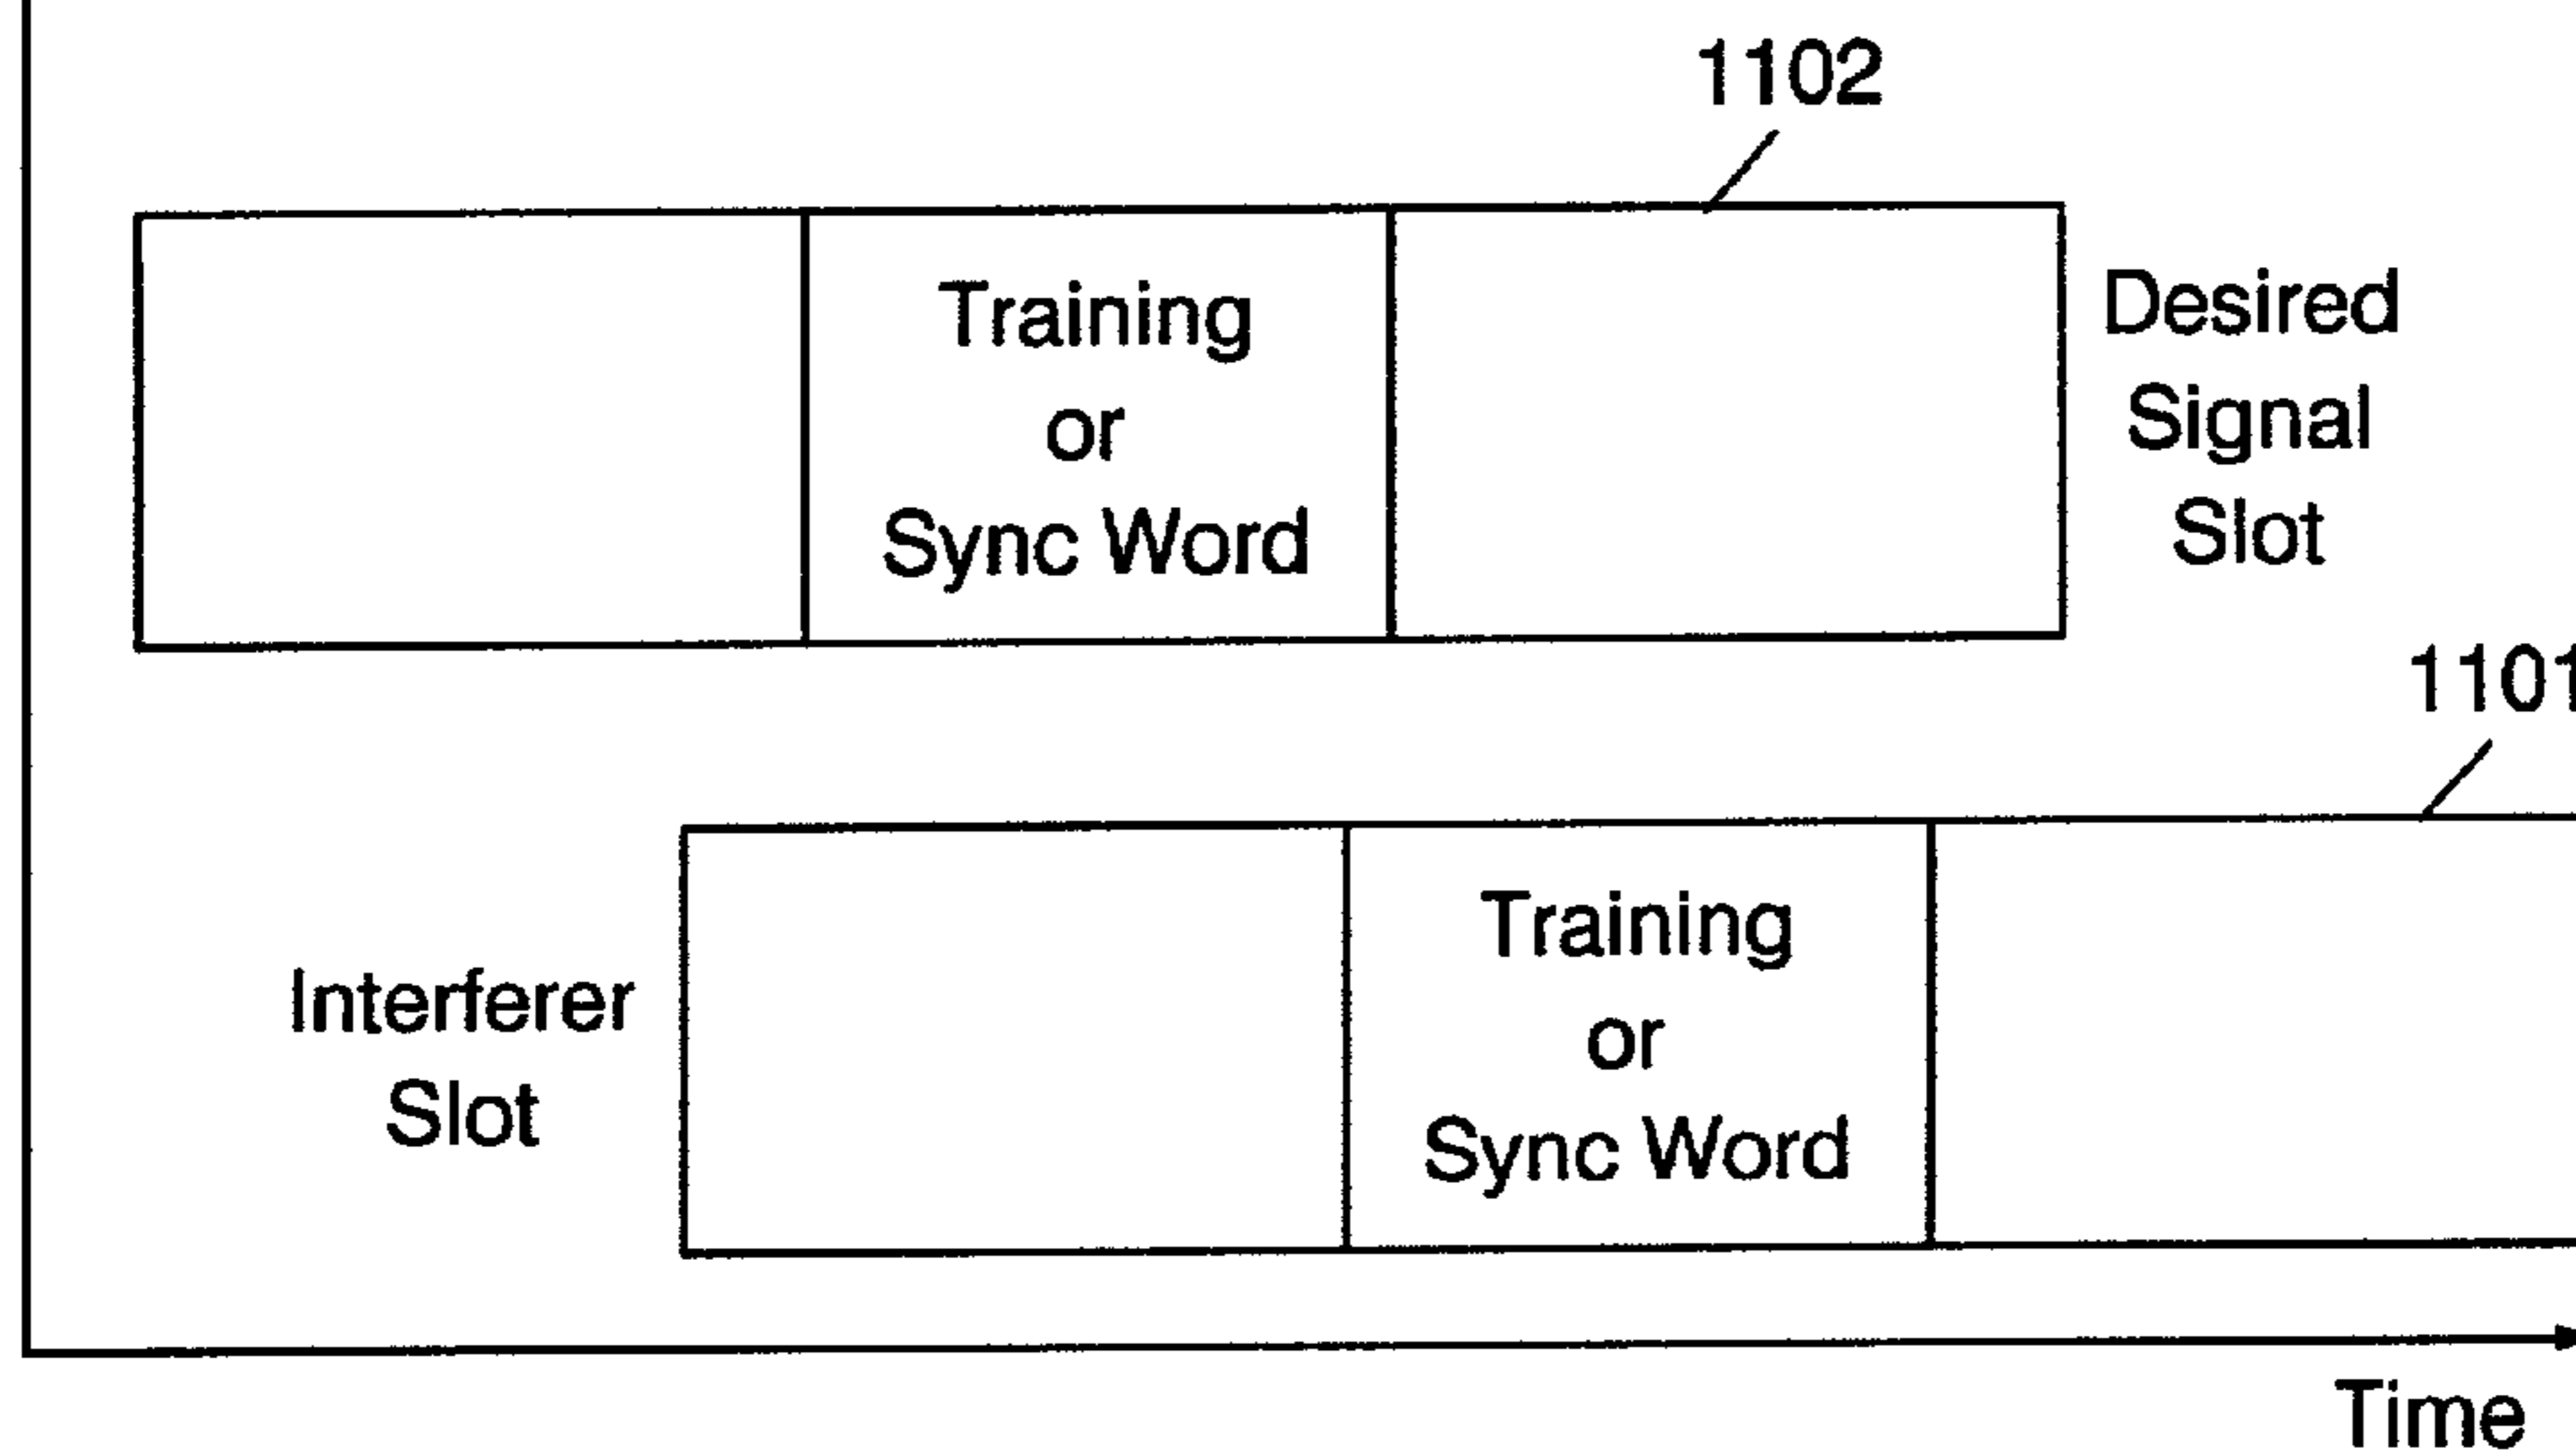 1102
Training
or
Sync Word
Desired
Signal
Slot
1101
Interferer
Slot
Training
or
Sync Word
Time